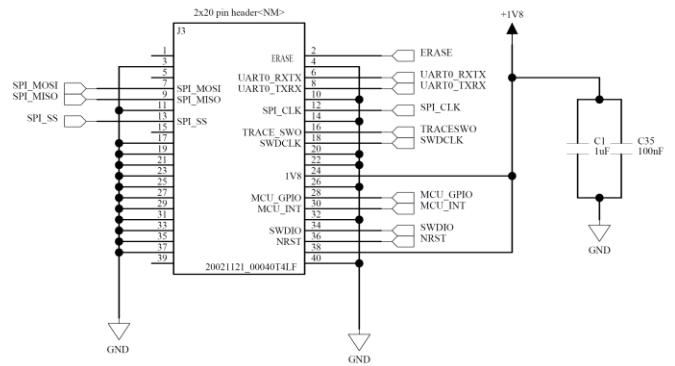 2x20 pin header<NM>
+1V8
J3
1
3
5
7
9
11
13
15
17
19
21
23
25
27
29
31
33
35
37
39
SPI_MOSI
SPI_MISO
SPI_SS
SPI_MOSI
SPI_MISO
SPI_SS
ERASE
UART0_RXTX
UART0_TXRX
SPI_CLK
TRACE_SWO
SWDCLK
1V8
MCU_GPIO
MCU_INT
SWDIO
NRST
2
4
6
8
10
12
14
16
18
20
22
24
26
28
30
32
34
36
38
40
ERASE
UART0_RXTX
UART0_TXRX
SPI_CLK
TRACESWO
SWDCLK
MCU_GPIO
MCU_INT
SWDIO
NRST
20021121_00040T4LF
C1
1uF
C35
100nF
GND
GND
GND